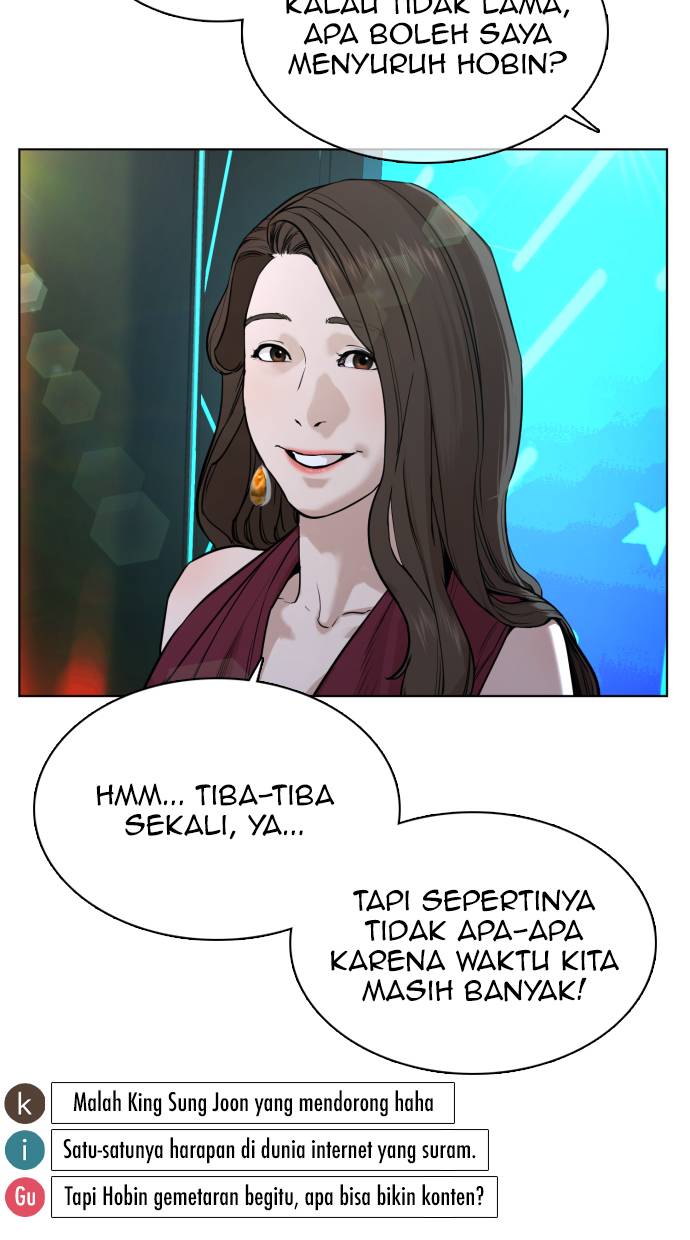 KALAU TIDAK LAMA,
APA BOLEH SAYA
MENYURUH HOBIN?
HMM... TIBA-TIBA
SEKALI, YA...
TAPI SEPERTINYA
TIDAK APA-APA
KARENA WAKTU KITA
MASIH BANYAK!
k Malah King Sung Joon yang mendorong haha
i Satu-satunya harapan di dunia internet yang suram.
Gu Tapi Hobin gemetaran begitu, apa bisa bikin konten?